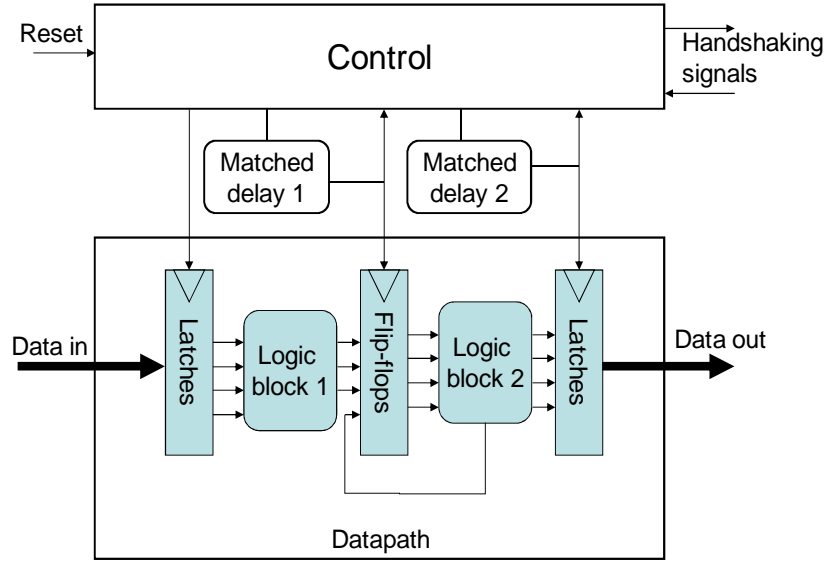 Reset
Control
Handshaking
signals
Matched
delay 1
Matched
delay 2
Data in
Latches
Logic
block 1
Flip-flops
Logic
block 2
Latches
Data out
Datapath